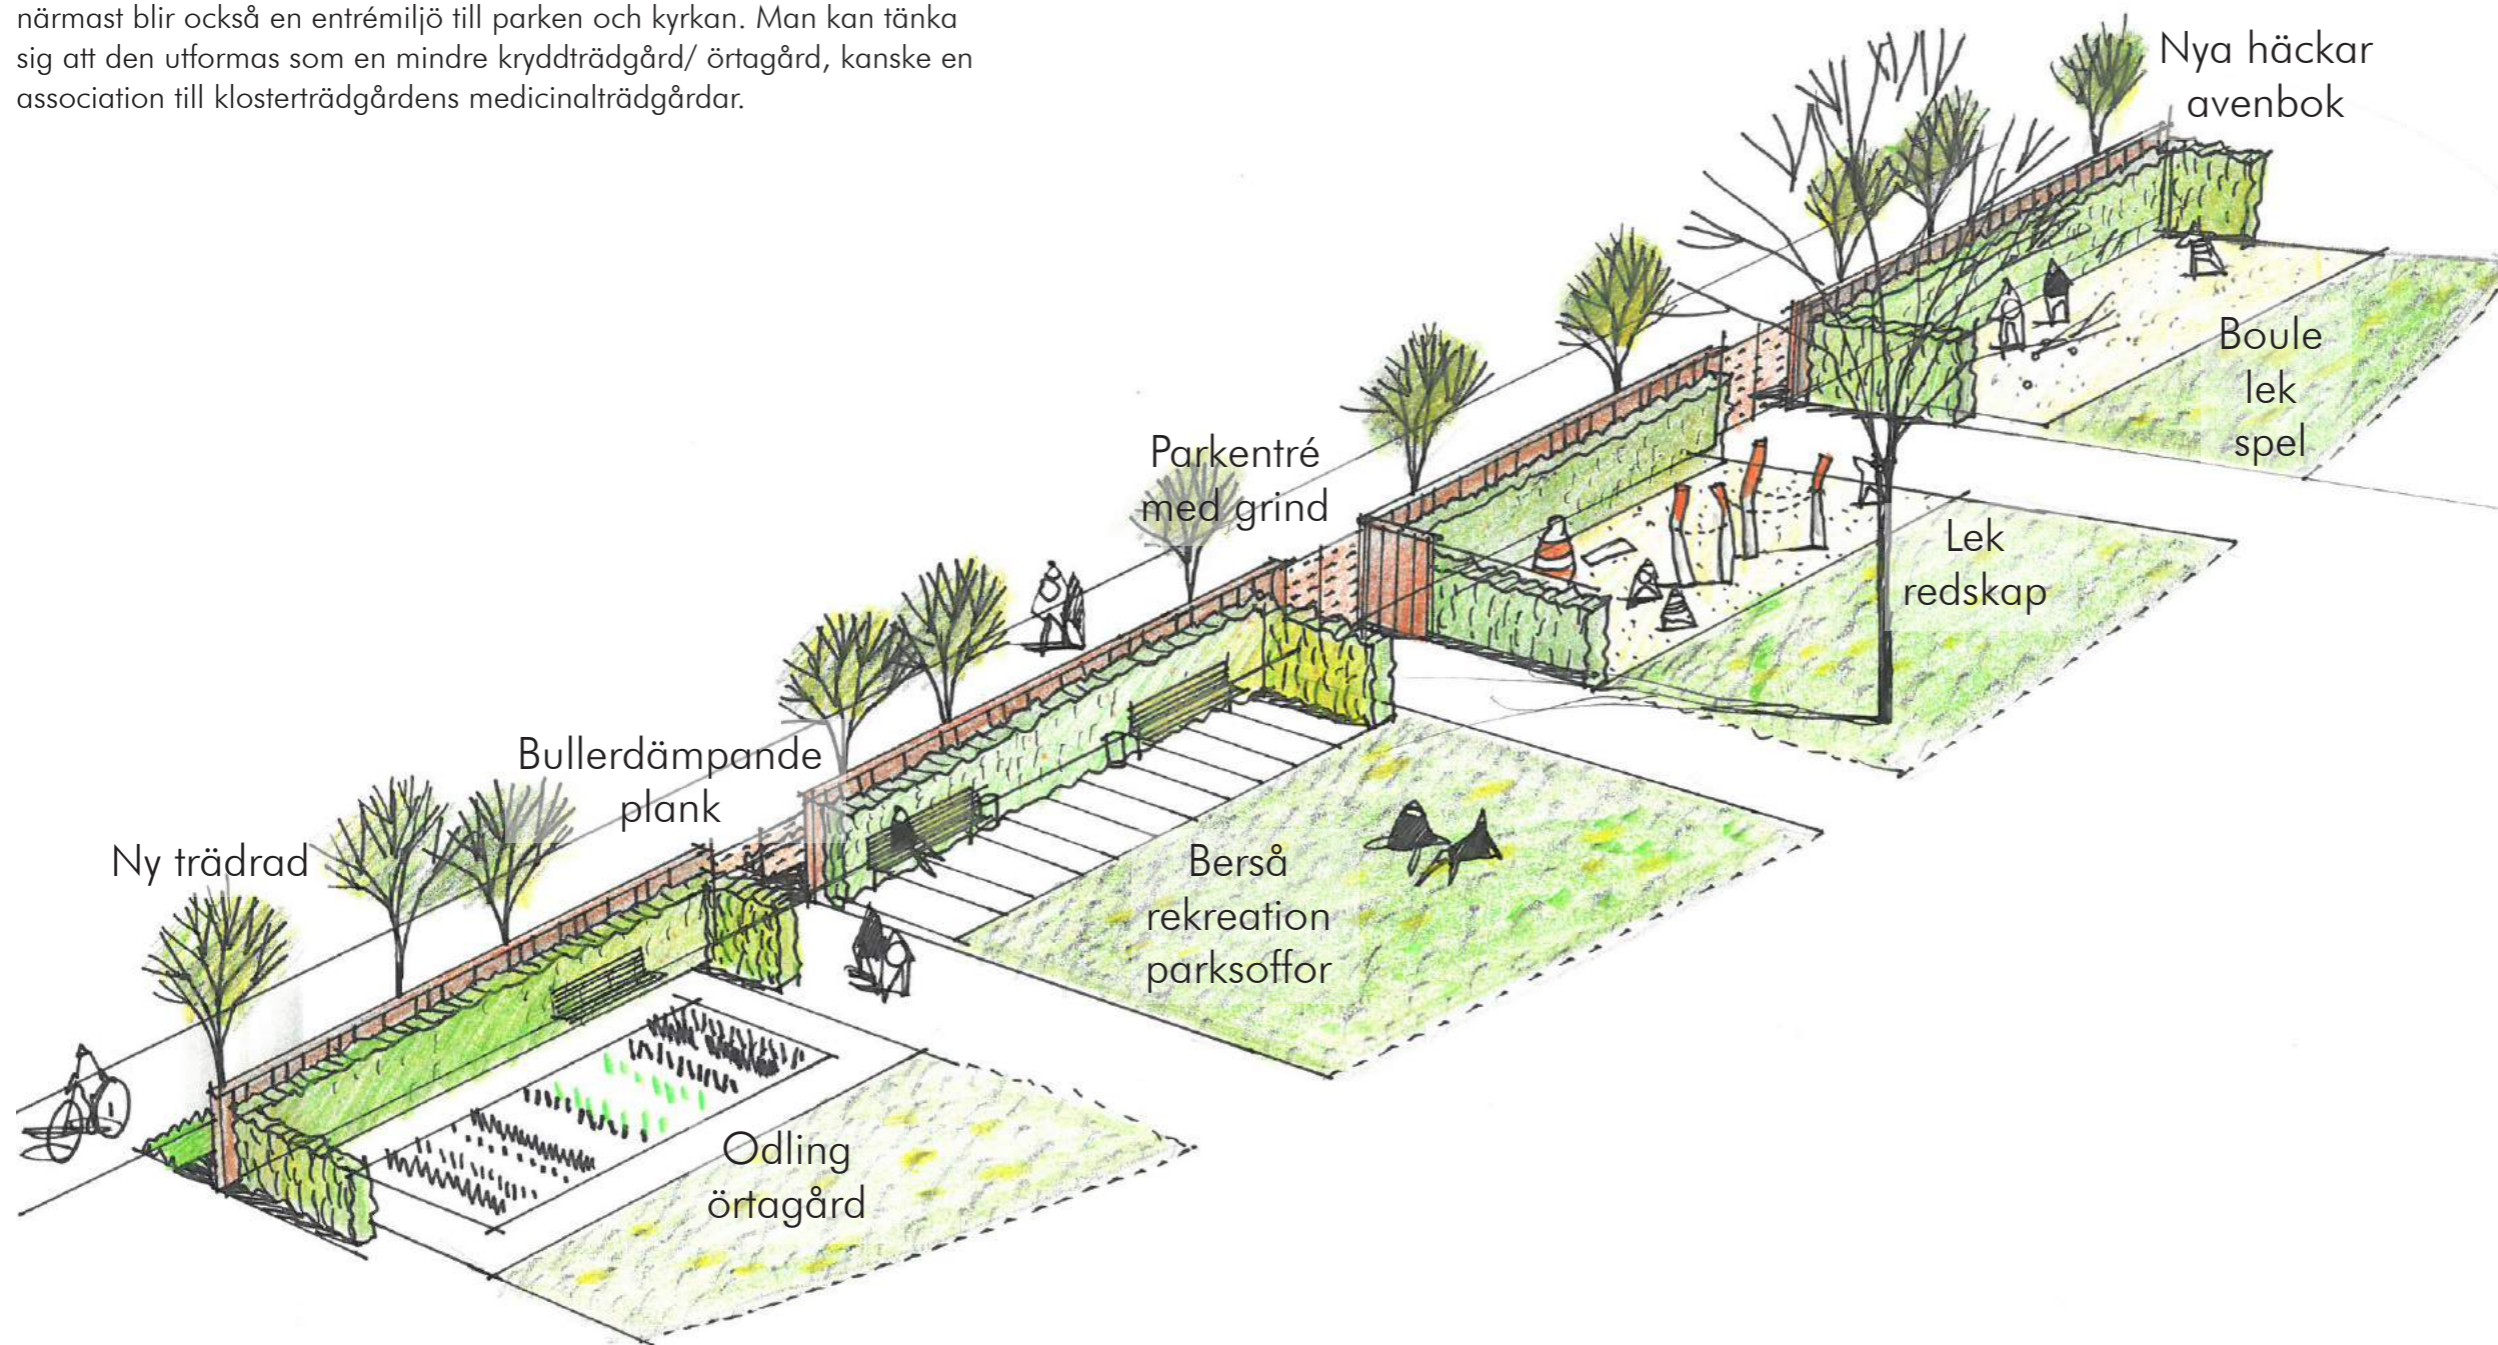 närmast blir också en entrémiljö till parken och kyrkan. Man kan tänka
sig att den utformas som en mindre kryddträdgård/ örtagård, kanske en
association till klosterträdgårdens medicinalträdgårdar.
Nya häckar
avenbok
Boule
lek
spel
Parkentré
med grind
Lek
redskap
Bullerdämpande
plank
Ny trädrad
Berså
rekreation
parksoffor
Odling
örtagård